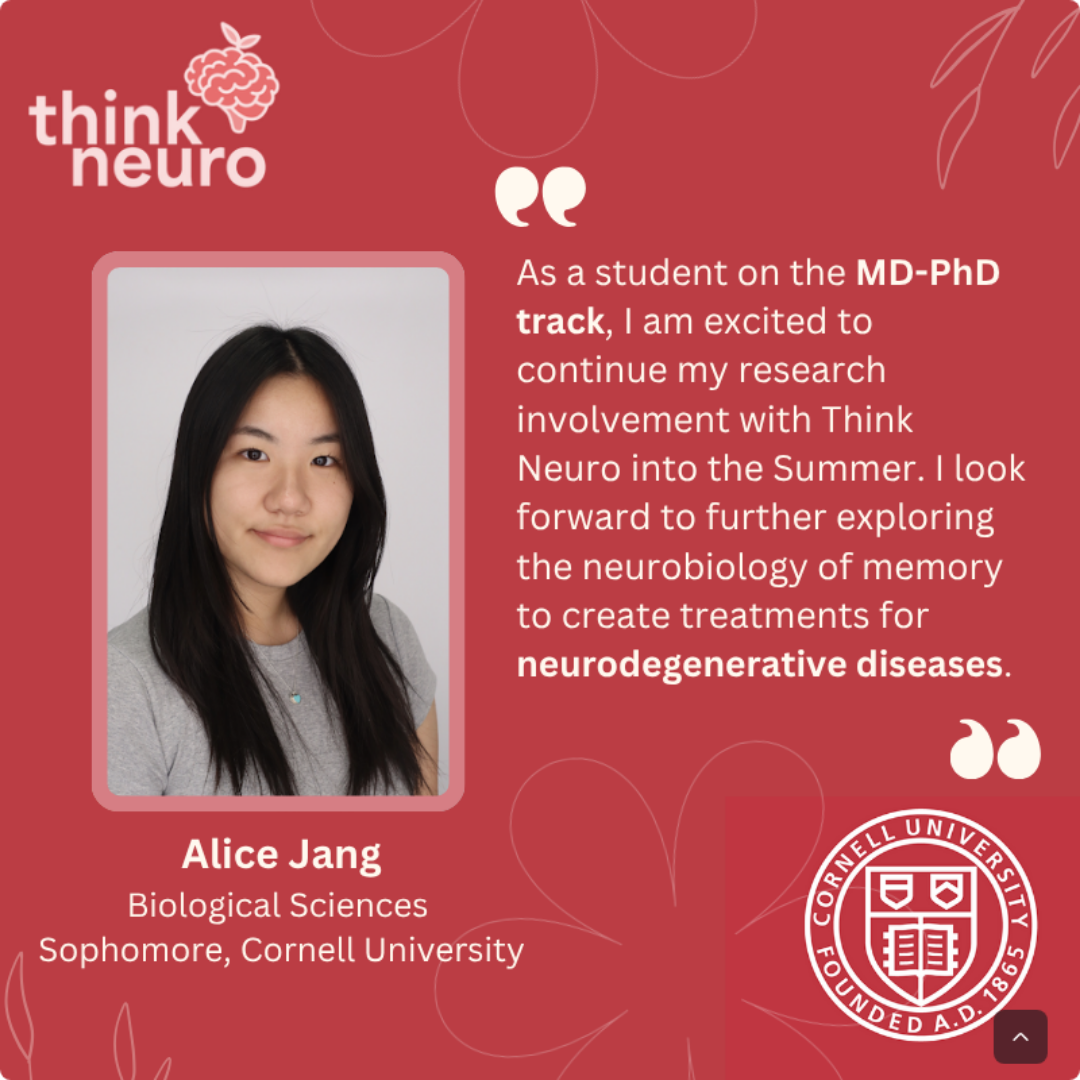 think
neuro
As a student on the MD-PhD
track, I am excited to
continue my research
involvement with Think
Neuro into the Summer. I look
forward to further exploring
the neurobiology of memory
to create treatments for
neurodegenerative diseases.
Alice Jang
Biological Sciences
Sophomore, Cornell University
CORNELL UNIVERSITY
FOUNDED A.D. 1865